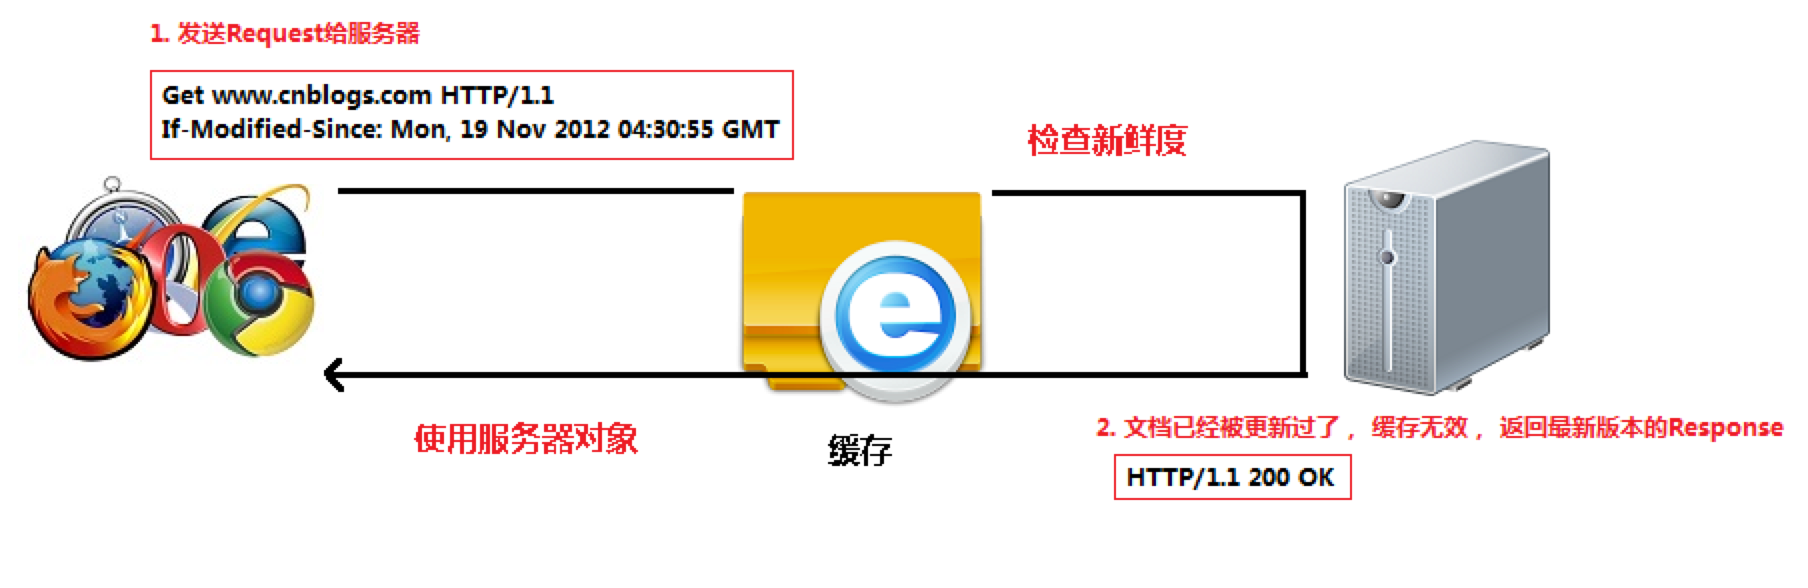 1. 发送Request给服务器
Get www.cnblogs.com HTTP/1.1
If-Modified-Since: Mon, 19 Nov 2012 04:30:55 GMT
检查新鲜度
使用服务器对象
缓存
2. 文档已经被更新过了，缓存无效，返回最新版本的Response
HTTP/1.1 200 OK